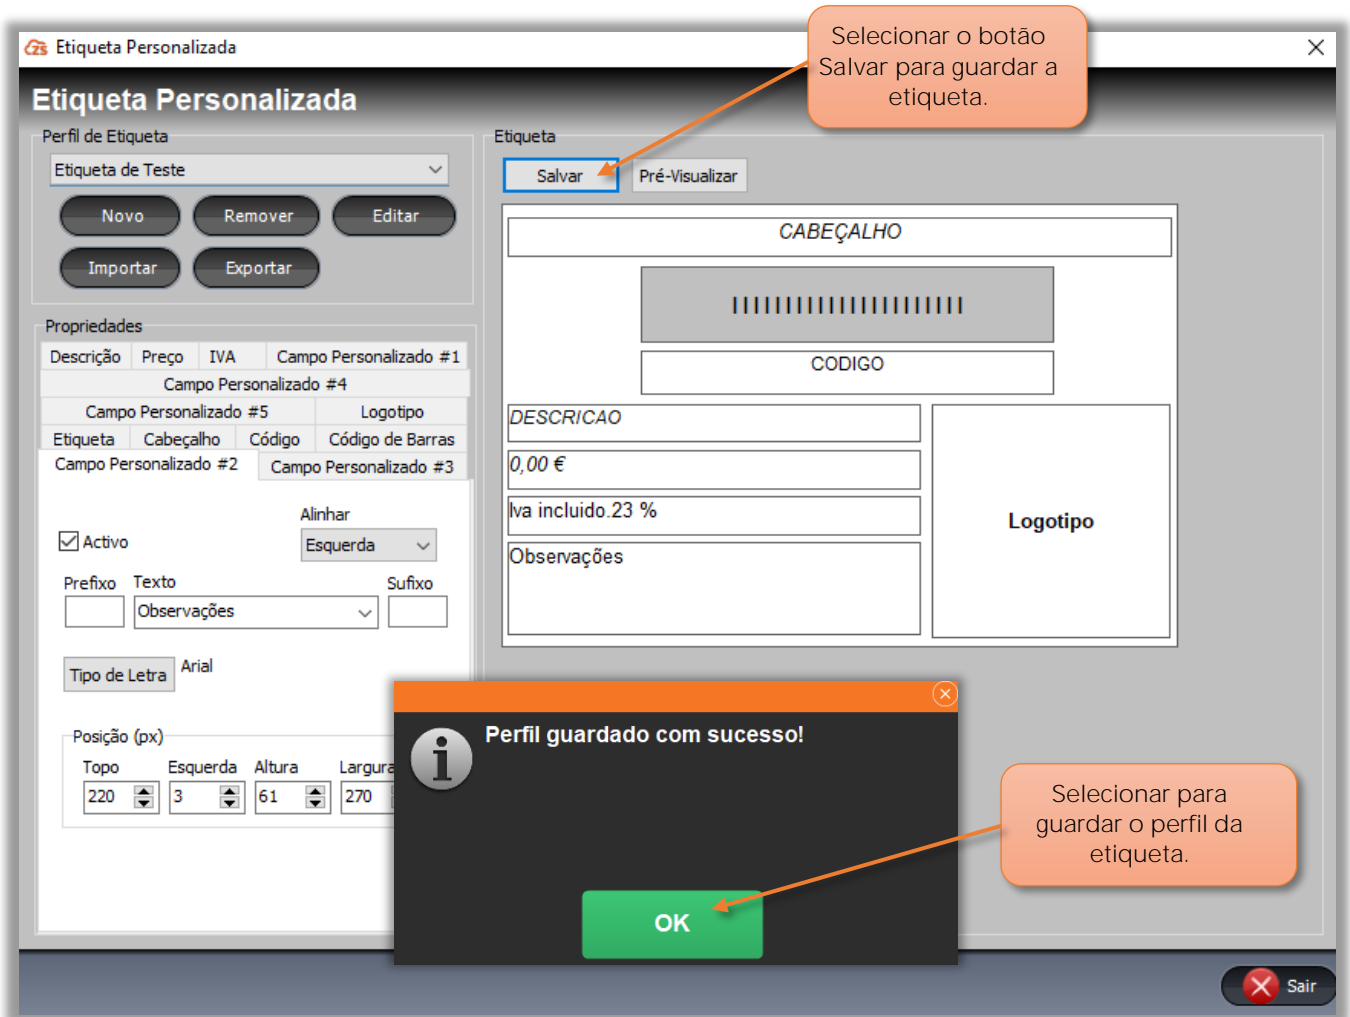 Selecionar o botão
Salvar para guardar a
etiqueta.
Etiqueta Personalizada
Etiqueta Personalizada
Perfil de Etiqueta
Etiqueta de Teste
Novo
Remover
Editar
Importar
Exportar
Etiqueta
Salvar
Pré-Visualizar
CABEÇALHO
CODIGO
DESCRICAO
0,00 €
Iva incluido.23 %
Observações
Logotipo
Propriedades
Descrição
Preço
IVA
Campo Personalizado #1
Campo Personalizado #4
Campo Personalizado #5
Logotipo
Etiqueta
Cabeçalho
Código
Código de Barras
Campo Personalizado #2
Campo Personalizado #3
Activo
Alinhar
Esquerda
Prefixo
Texto
Sufixo
Observações
Tipo de Letra
Arial
Posição (px)
Topo
Esquerda
Altura
Largura
220
3
61
270
Perfil guardado com sucesso!
OK
Selecionar para
guardar o perfil da
etiqueta.
Sair